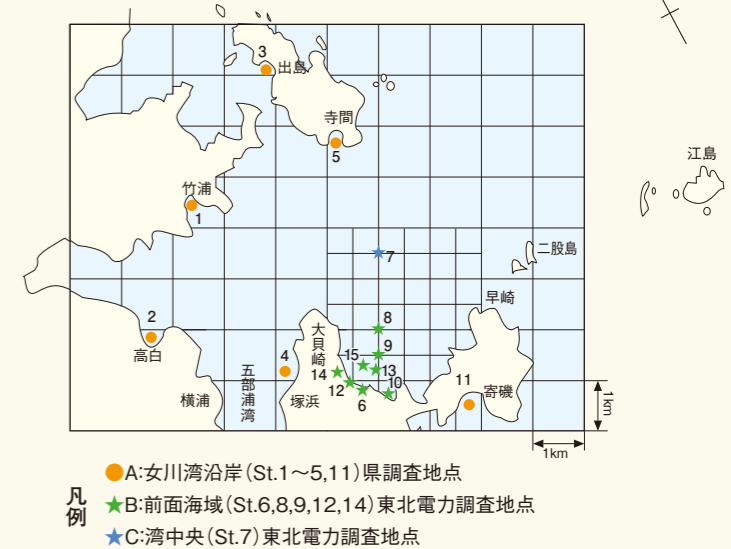 3
出島
寺間
5
江島
竹浦
1
7
二股島
早崎
2
高白
8
大貝崎
9
15
4
14
13
10
12
6
11
寄磯
五部浦湾
横浦
塚浜
1km
1km
凡例
A:女川湾沿岸(St.1~5,11)県調査地点
B:前面海域(St.6,8,9,12,14)東北電力調査地点
C:湾中央(St.7)東北電力調査地点